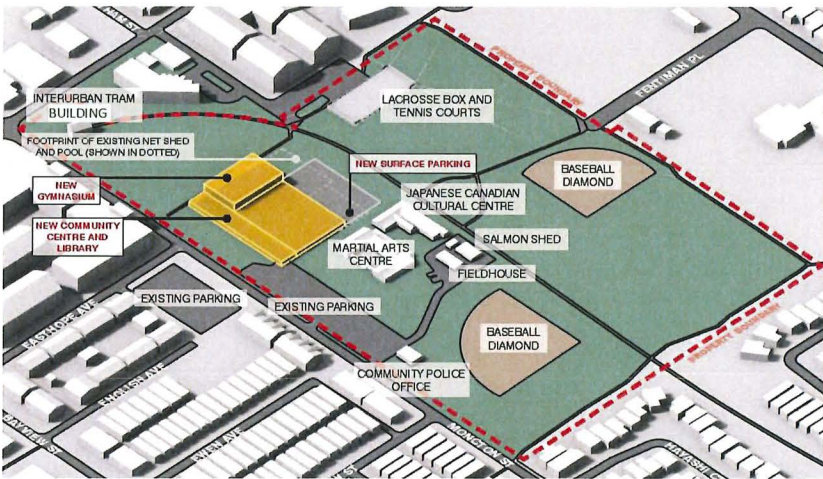 INTERURBAN TRAM
BUILDING
LACROSSE BOX AND
TENNIS COURTS
PROPERTY BOUNDARY
FENTIMAN PL
FOOTPRINT OF EXISTING NET SHED
AND POOL (SHOWN IN DOTTED)
NEW SURFACE PARKING
BASEBALL
DIAMOND
NEW
GYMNASIUM
JAPANESE CANADIAN
CULTURAL CENTRE
NEW COMMUNITY
CENTRE AND
LIBRARY
MARTIAL ARTS
CENTRE
SALMON SHED
FIELDHOUSE
EXISTING PARKING
EXISTING PARKING
BASEBALL
DIAMOND
PROPERTY BOUNDARY
EASTHOPE AVE
COMMUNITY POLICE
OFFICE
ENGLISH AVE
BAYVIEW ST
EWEN AVE
MONCTON ST
HAYASHI